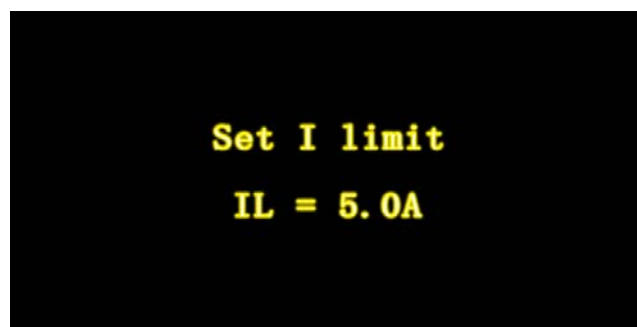 Set I limit
IL = 5.0A